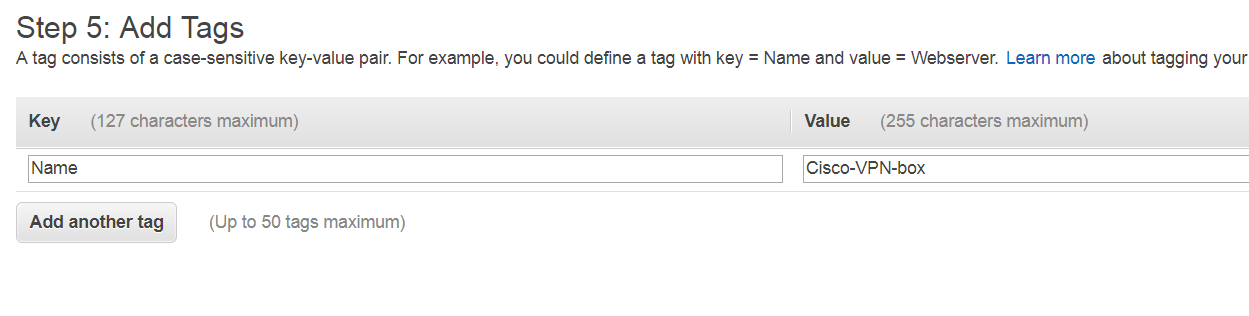 Step 5: Add Tags
A tag consists of a case-sensitive key-value pair. For example, you could define a tag with key = Name and value = Webserver. Learn more about tagging your
Key (127 characters maximum) Value (255 characters maximum)
Name Cisco-VPN-box
Add another tag (Up to 50 tags maximum)